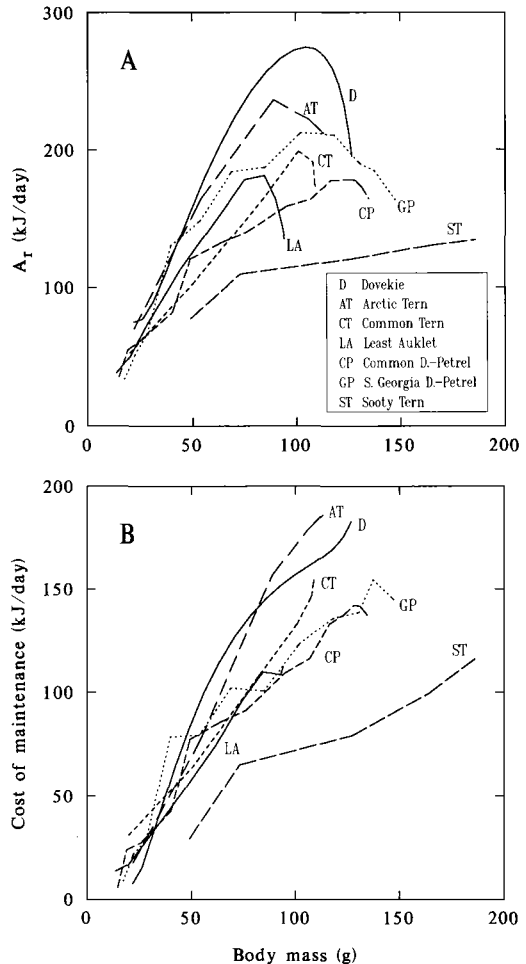 300
A
D
AT
200
CT
A_r (kJ/day)
CP
GP
LA
ST
100
D Dovekie
AT Arctic Tern
CT Common Tern
LA Least Auklet
CP Common D.-Petrel
GP S. Georgia D.-Petrel
ST Sooty Tern
0
0 50 100 150 200
200
B
AT
D
CT
150
GP
Cost of maintenance (kJ/day)
CP
ST
100
LA
50
0
0 50 100 150 200
Body mass (g)